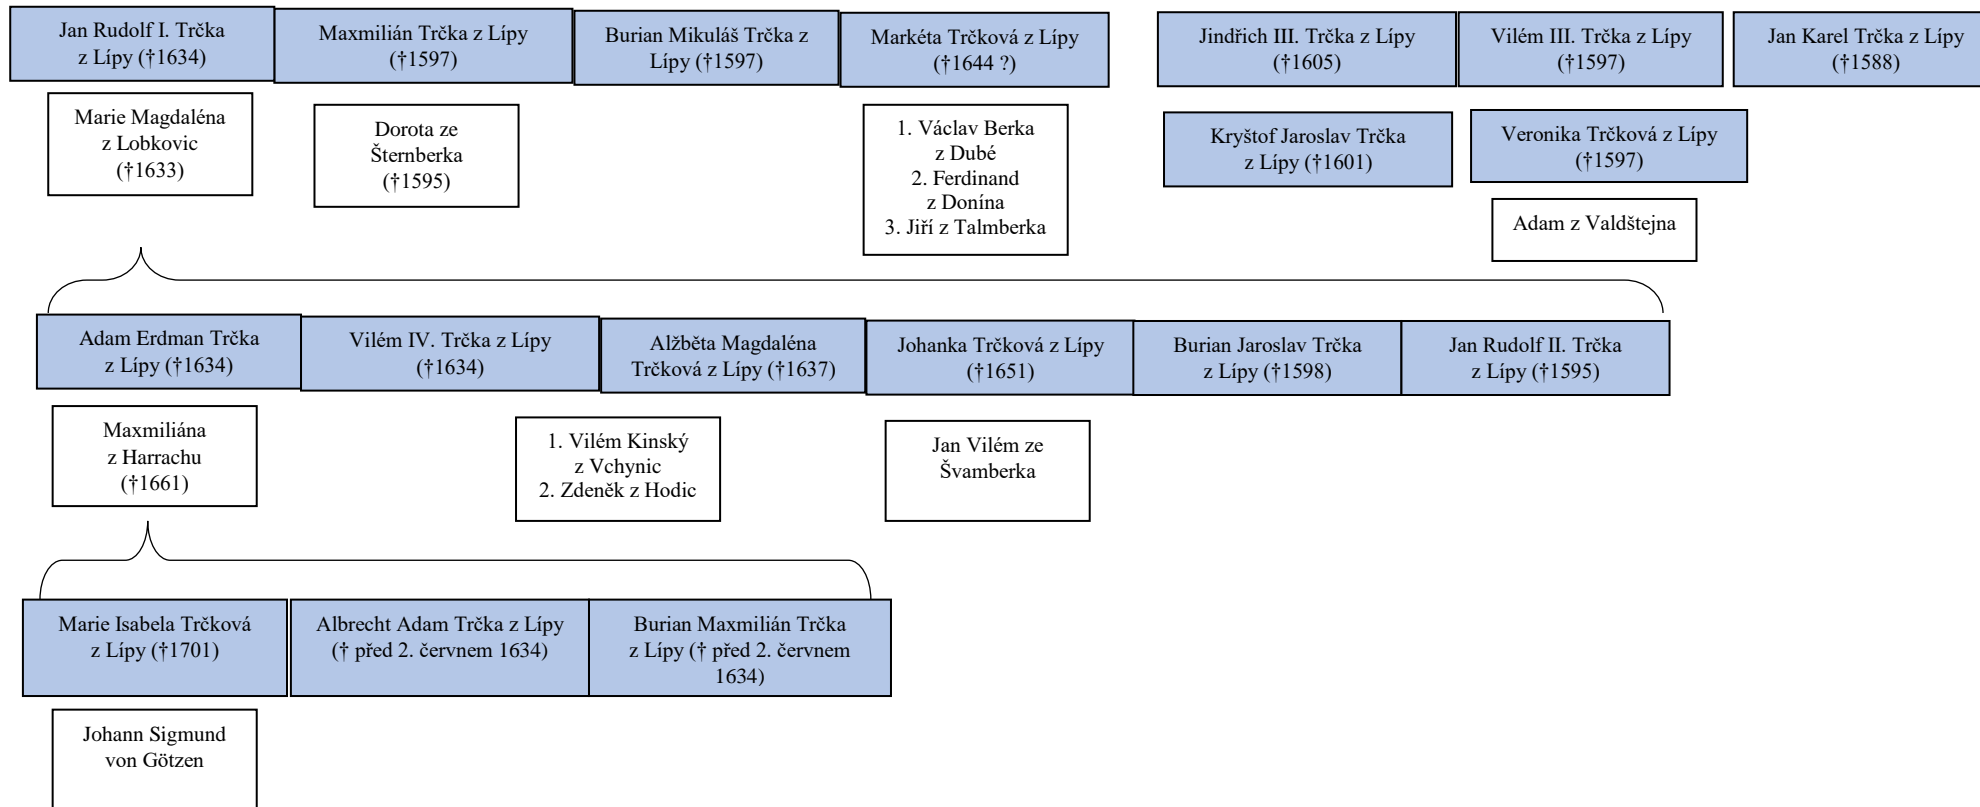 Jan Rudolf I. Trčka
z Lípy (†1634)
Maxmilián Trčka z Lípy
(†1597)
Burian Mikuláš Trčka z
Lípy (†1597)
Markéta Trčková z Lípy
(†1644 ?)
Jindřich III. Trčka z Lípy
(†1605)
Vilém III. Trčka z Lípy
(†1597)
Jan Karel Trčka z Lípy
(†1588)
Marie Magdaléna
z Lobkovic
(†1633)
Dorota ze
Šternberka
(†1595)
1. Václav Berka
z Dubé
2. Ferdinand
z Donína
3. Jiří z Talmberka
Kryštof Jaroslav Trčka
z Lípy (†1601)
Veronika Trčková z Lípy
(†1597)
Adam z Valdštejna
Adam Erdman Trčka
z Lípy (†1634)
Vilém IV. Trčka z Lípy
(†1634)
Alžběta Magdaléna
Trčková z Lípy (†1637)
Johanka Trčková z Lípy
(†1651)
Burian Jaroslav Trčka
z Lípy (†1598)
Jan Rudolf II. Trčka
z Lípy (†1595)
Maxmiliána
z Harrachu
(†1661)
1. Vilém Kinský
z Vchynic
2. Zdeněk z Hodic
Jan Vilém ze
Švamberka
Marie Isabela Trčková
z Lípy (†1701)
Albrecht Adam Trčka z Lípy
(† před 2. červnem 1634)
Burian Maxmilián Trčka
z Lípy († před 2. červnem
1634)
Johann Sigmund
von Götzen